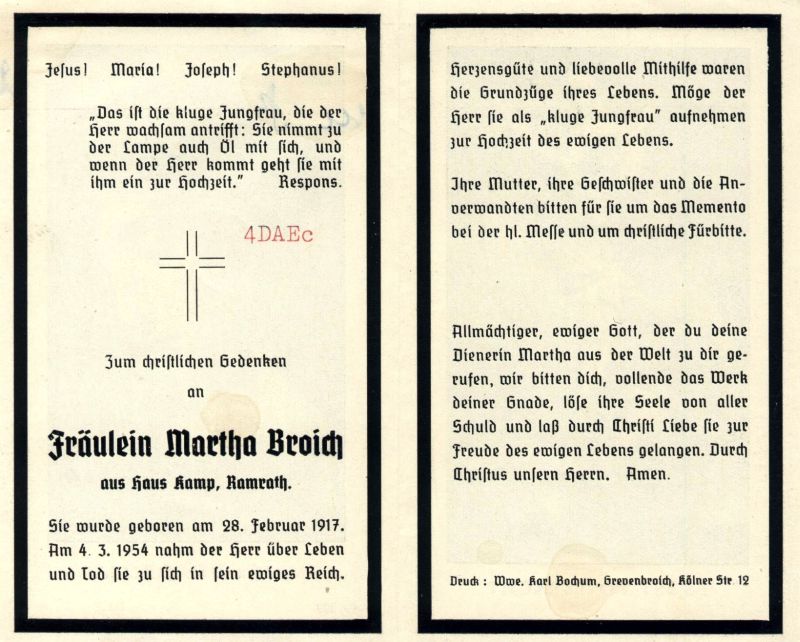 Jesus! Maria! Joseph! Stephanus!
„Das ist die kluge Jungfrau, die der
Herr wachsam antrifft: Sie nimmt zu
der Lampe auch Öl mit sich, und
wenn der Herr kommt geht sie mit
ihm ein zur Hochzeit.” Respons.
4DAEc
Zum christlichen Gedenken
an
Fräulein Martha Broich
aus Haus Kamp, Ramrath.
Sie wurde geboren am 28. Februar 1917.
Am 4. 3. 1954 nahm der Herr über Leben
und Tod sie zu sich in sein ewiges Reich.
Herzensgüte und liebevolle Mithilfe waren
die Grundzüge ihres Lebens. Möge der
Herr sie als „kluge Jungfrau” aufnehmen
zur Hochzeit des ewigen Lebens.
Ihre Mutter, ihre Geschwister und die An-
verwandten bitten für sie um das Memento
bei der hl. Messe und um christliche Fürbitte.
Allmächtiger, ewiger Gott, der du deine
Dienerin Martha aus der Welt zu dir ge-
rufen, wir bitten dich, vollende das Werk
deiner Gnade, löse ihre Seele von aller
Schuld und laß durch Christi Liebe sie zur
Freude des ewigen Lebens gelangen. Durch
Christus unsern Herrn. Amen.
Druck: Wwe. Karl Bochum, Grevenbroich, Kölner Str. 12